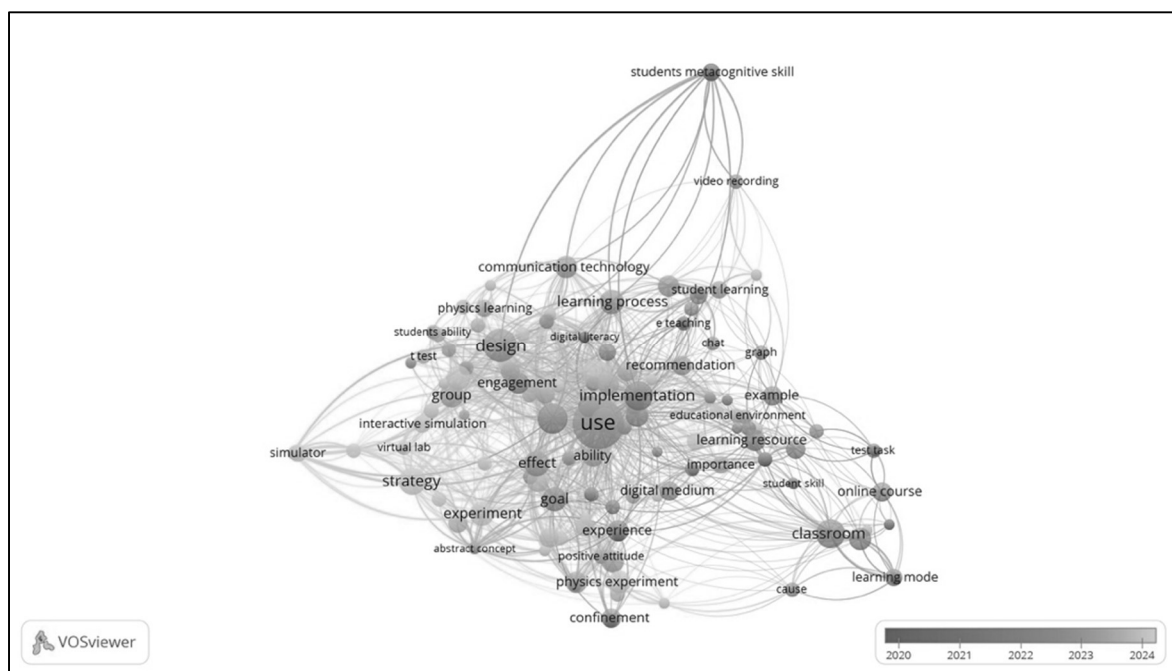 students metacognitive skill
video recording
communication technology
student learning
learning process
physics learning
e teaching
students ability
digital literacy
chat
design
t test
graph
recommendation
engagement
group
implementation
example
educational environment
use
interactive simulation
learning resource
virtual lab
simulator
test task
ability
effect
importance
strategy
student skill
digital medium
online course
goal
experiment
experience
classroom
abstract concept
positive attitude
physics experiment
learning mode
cause
confinement
VOSviewer
2020 2021 2022 2023 2024